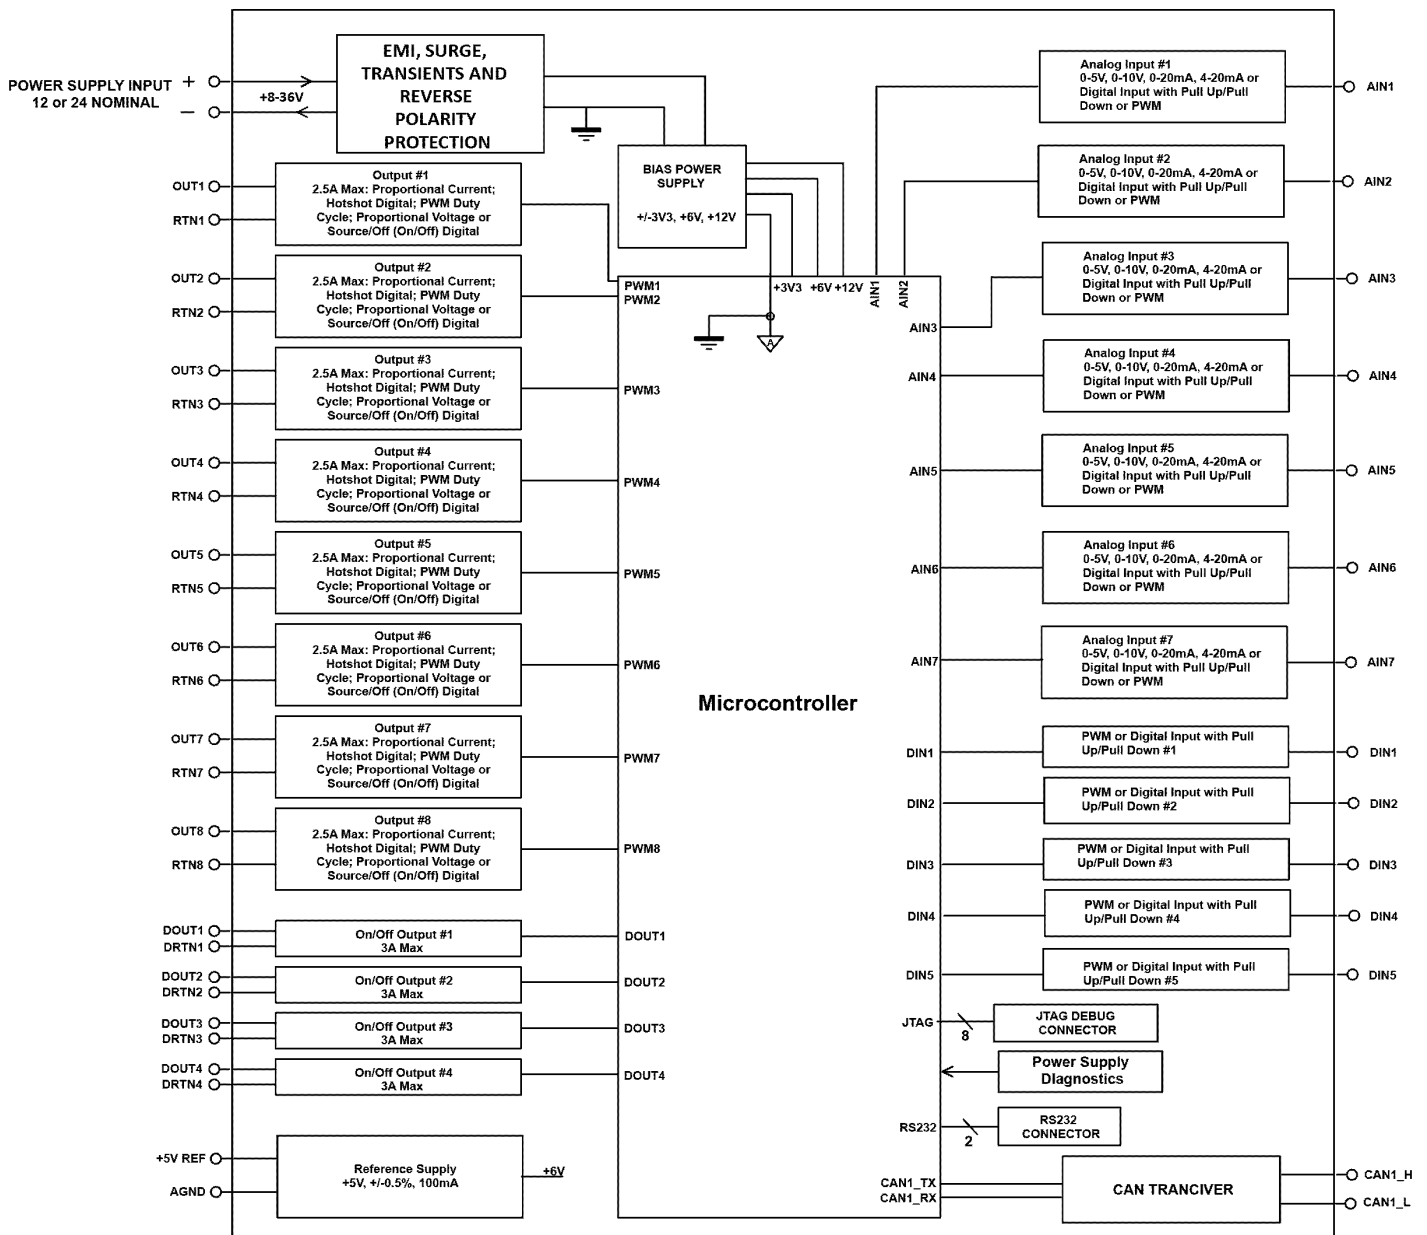 POWER SUPPLY INPUT
12 or 24 NOMINAL
+
−
+8-36V
EMI, SURGE,
TRANSIENTS AND
REVERSE
POLARITY
PROTECTION
BIAS POWER
SUPPLY
+/-3V3, +6V, +12V
OUT1
RTN1
Output #1
2.5A Max: Proportional Current;
Hotshot Digital; PWM Duty
Cycle; Proportional Voltage or
Source/Off (On/Off) Digital
OUT2
RTN2
Output #2
2.5A Max: Proportional Current;
Hotshot Digital; PWM Duty
Cycle; Proportional Voltage or
Source/Off (On/Off) Digital
OUT3
RTN3
Output #3
2.5A Max: Proportional Current;
Hotshot Digital; PWM Duty
Cycle; Proportional Voltage or
Source/Off (On/Off) Digital
OUT4
RTN4
Output #4
2.5A Max: Proportional Current;
Hotshot Digital; PWM Duty
Cycle; Proportional Voltage or
Source/Off (On/Off) Digital
OUT5
RTN5
Output #5
2.5A Max: Proportional Current;
Hotshot Digital; PWM Duty
Cycle; Proportional Voltage or
Source/Off (On/Off) Digital
OUT6
RTN6
Output #6
2.5A Max: Proportional Current;
Hotshot Digital; PWM Duty
Cycle; Proportional Voltage or
Source/Off (On/Off) Digital
OUT7
RTN7
Output #7
2.5A Max: Proportional Current;
Hotshot Digital; PWM Duty
Cycle; Proportional Voltage or
Source/Off (On/Off) Digital
OUT8
RTN8
Output #8
2.5A Max: Proportional Current;
Hotshot Digital; PWM Duty
Cycle; Proportional Voltage or
Source/Off (On/Off) Digital
DOUT1
DRTN1
On/Off Output #1
3A Max
DOUT2
DRTN2
On/Off Output #2
3A Max
DOUT3
DRTN3
On/Off Output #3
3A Max
DOUT4
DRTN4
On/Off Output #4
3A Max
+5V REF
AGND
Reference Supply
+5V, +/-0.5%, 100mA
+6V
PWM1
PWM2
PWM3
PWM4
PWM5
PWM6
PWM7
PWM8
DOUT1
DOUT2
DOUT3
DOUT4
+3V3
+6V
+12V
AIN1
AIN2
A
Microcontroller
AIN3
AIN4
AIN5
AIN6
AIN7
DIN1
DIN2
DIN3
DIN4
DIN5
JTAG
RS232
CAN1_TX
CAN1_RX
Analog Input #1
0-5V, 0-10V, 0-20mA, 4-20mA or
Digital Input with Pull Up/Pull
Down or PWM
AIN1
Analog Input #2
0-5V, 0-10V, 0-20mA, 4-20mA or
Digital Input with Pull Up/Pull
Down or PWM
AIN2
Analog Input #3
0-5V, 0-10V, 0-20mA, 4-20mA or
Digital Input with Pull Up/Pull
Down or PWM
AIN3
Analog Input #4
0-5V, 0-10V, 0-20mA, 4-20mA or
Digital Input with Pull Up/Pull
Down or PWM
AIN4
Analog Input #5
0-5V, 0-10V, 0-20mA, 4-20mA or
Digital Input with Pull Up/Pull
Down or PWM
AIN5
Analog Input #6
0-5V, 0-10V, 0-20mA, 4-20mA or
Digital Input with Pull Up/Pull
Down or PWM
AIN6
Analog Input #7
0-5V, 0-10V, 0-20mA, 4-20mA or
Digital Input with Pull Up/Pull
Down or PWM
AIN7
PWM or Digital Input with Pull
Up/Pull Down #1
DIN1
PWM or Digital Input with Pull
Up/Pull Down #2
DIN2
PWM or Digital Input with Pull
Up/Pull Down #3
DIN3
PWM or Digital Input with Pull
Up/Pull Down #4
DIN4
PWM or Digital Input with Pull
Up/Pull Down #5
DIN5
8
JTAG DEBUG
CONNECTOR
Power Supply
DIagnostics
2
RS232
CONNECTOR
CAN TRANCIVER
CAN1_H
CAN1_L